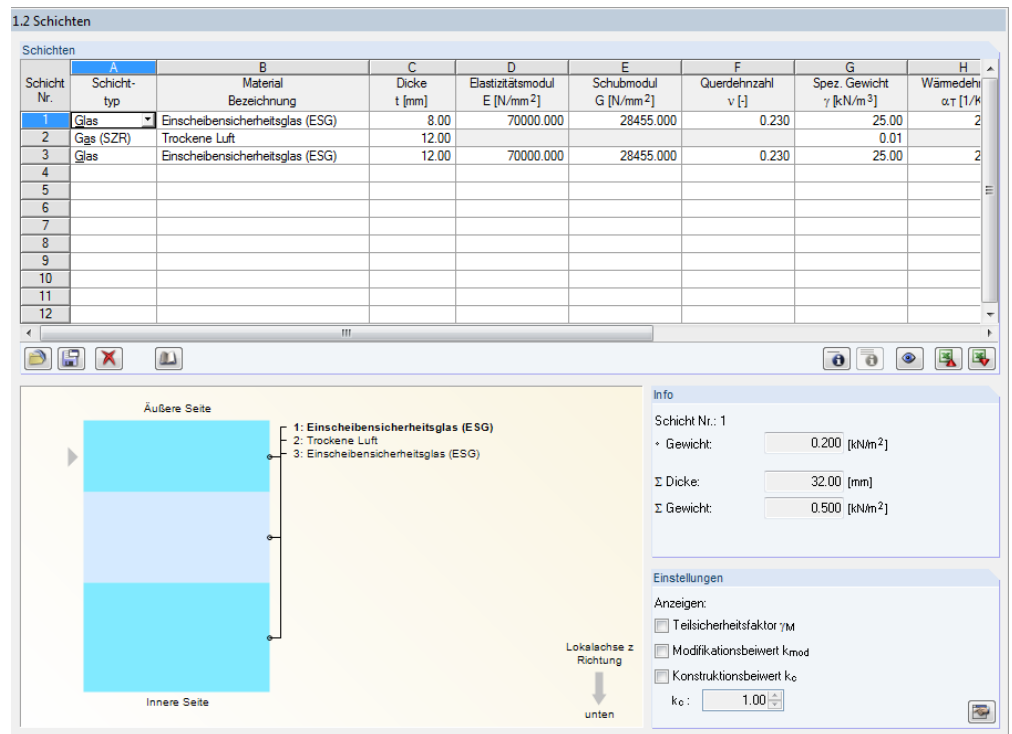 1.2 Schichten
Schichten
A B C D E F G H
Schicht Schicht- Material Dicke Elastizitätsmodul Schubmodul Querdehnzahl Spez. Gewicht Wärmedehn
Nr. typ Bezeichnung t [mm] E [N/mm²] G [N/mm²] ν [-] γ [kN/m³] αT [1/K
1 Glas Einscheibensicherheitsglas (ESG) 8.00 70000.000 28455.000 0.230 25.00 2
2 Gas (SZR) Trockene Luft 12.00 0.01
3 Glas Einscheibensicherheitsglas (ESG) 12.00 70000.000 28455.000 0.230 25.00 2
4
5
6
7
8
9
10
11
12
Äußere Seite
1: Einscheibensicherheitsglas (ESG)
2: Trockene Luft
3: Einscheibensicherheitsglas (ESG)
Innere Seite
Lokalachse z
Richtung
unten
Info
Schicht Nr.: 1
• Gewicht: 0.200 [kN/m²]
Σ Dicke: 32.00 [mm]
Σ Gewicht: 0.500 [kN/m²]
Einstellungen
Anzeigen:
Teilsicherheitsfaktor γM
Modifikationsbeiwert kmod
Konstruktionsbeiwert kc
kc: 1.00